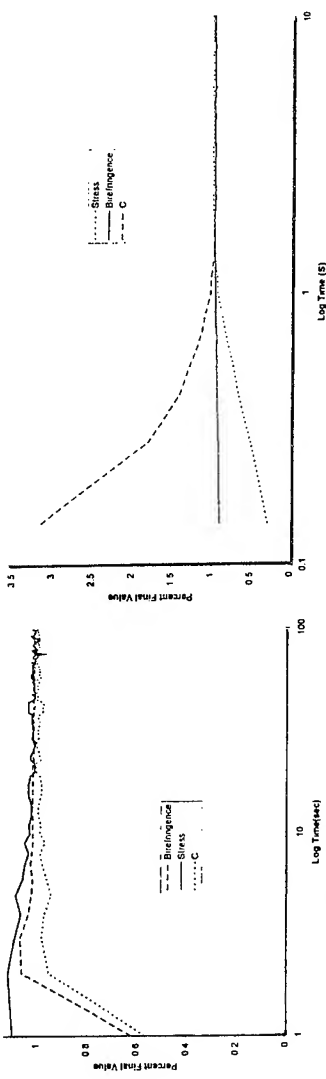 Percent Final Value
1
0.8
0.6
0.4
0.2
0
Birefringence
Stress
C
1
10
100
Log Time(sec)
Percent Final Value
3.5
3
2.5
2
1.5
1
0.5
0
Stress
Birefringence
C
0.1
1
10
Log Time (S)